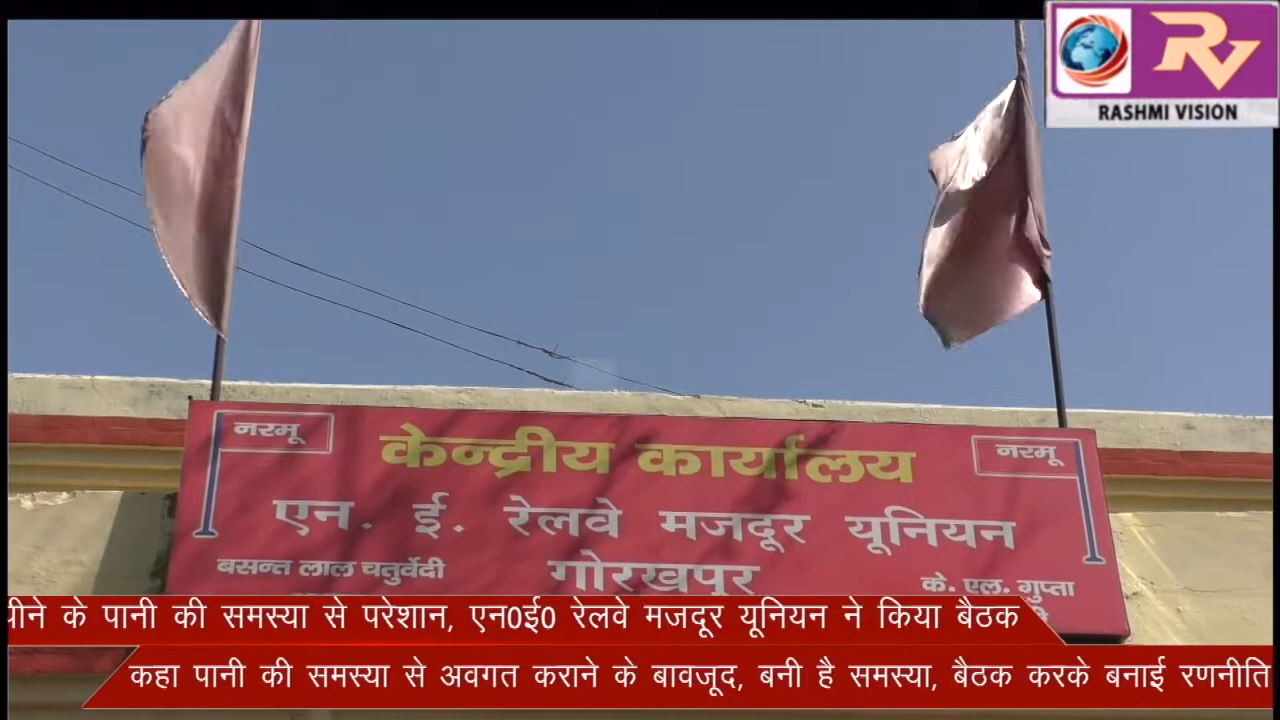 RV
RASHMI VISION
नरमू
केन्द्रीय कार्यालय
नरमू
एन. ई. रेलवे मजदूर यूनियन
बसन्त लाल चतुर्वेदी
गोरखपुर
के. एल. गुप्ता
पीने के पानी की समस्या से परेशान, एन0ई0 रेलवे मजदूर यूनियन ने किया बैठक
कहा पानी की समस्या से अवगत कराने के बावजूद, बनी है समस्या, बैठक करके बनाई रणनीति